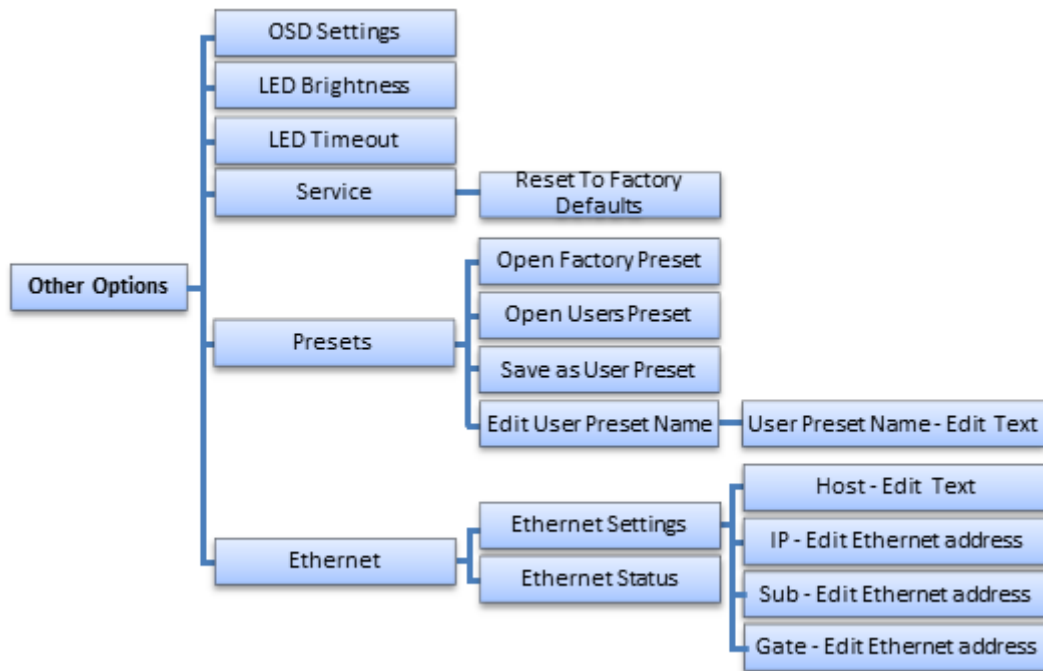 OSD Settings
LED Brightness
LED Timeout
Service
Reset To Factory
Defaults
Other Options
Presets
Open Factory Preset
Open Users Preset
Save as User Preset
Edit User Preset Name
User Preset Name - Edit Text
Ethernet
Ethernet Settings
Host - Edit Text
IP - Edit Ethernet address
Sub - Edit Ethernet address
Gate - Edit Ethernet address
Ethernet Status